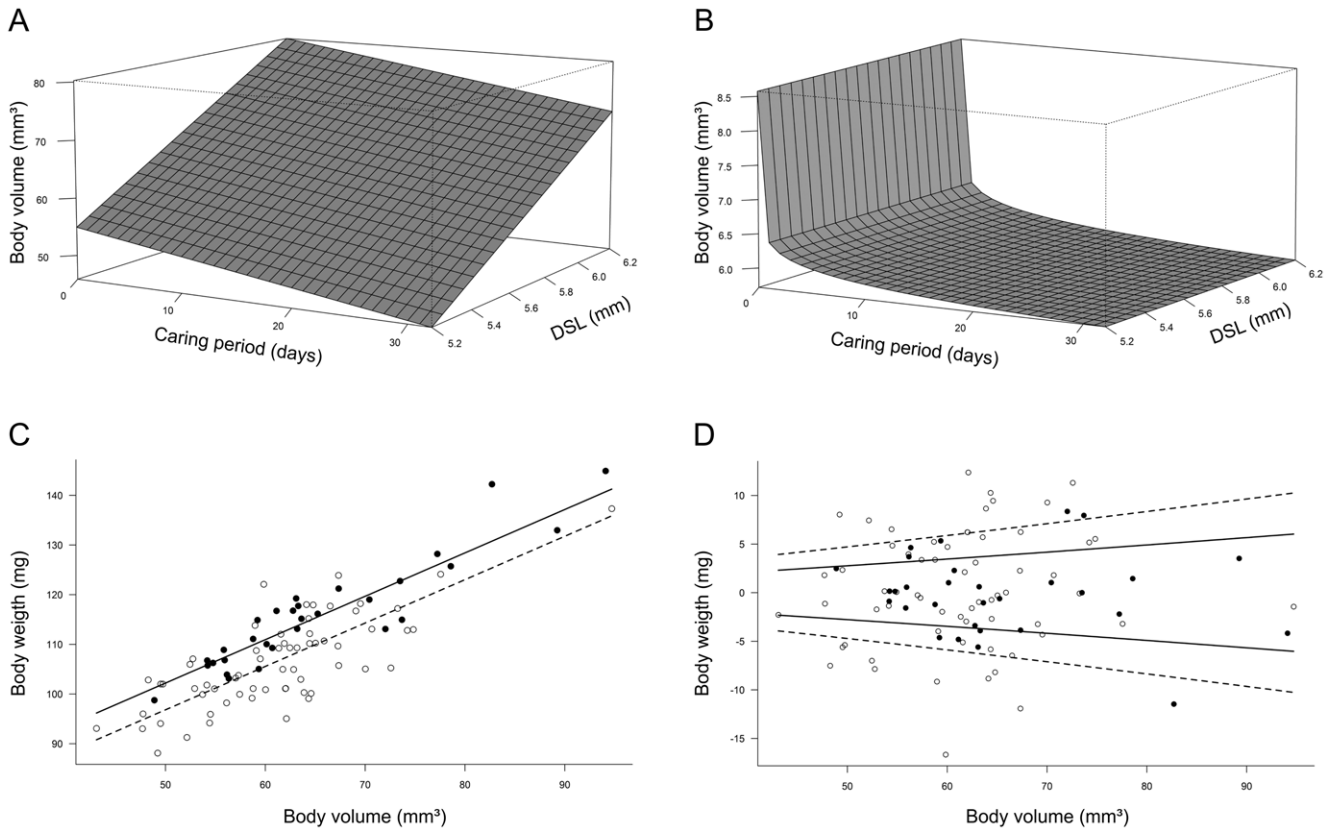 A
B
80
70
60
50
Body volume (mm³)
0
10
20
30
Caring period (days)
5.2
5.4
5.6
5.8
6.0
6.2
DSL (mm)
8.5
8.0
7.5
7.0
6.5
6.0
Body volume (mm³)
0
10
20
30
Caring period (days)
5.2
5.4
5.6
5.8
6.0
6.2
DSL (mm)
C
D
140
130
120
110
100
90
Body weigth (mg)
50 60 70 80 90
Body volume (mm³)
10
5
0
-5
-10
-15
Body weigth (mg)
50 60 70 80 90
Body volume (mm³)